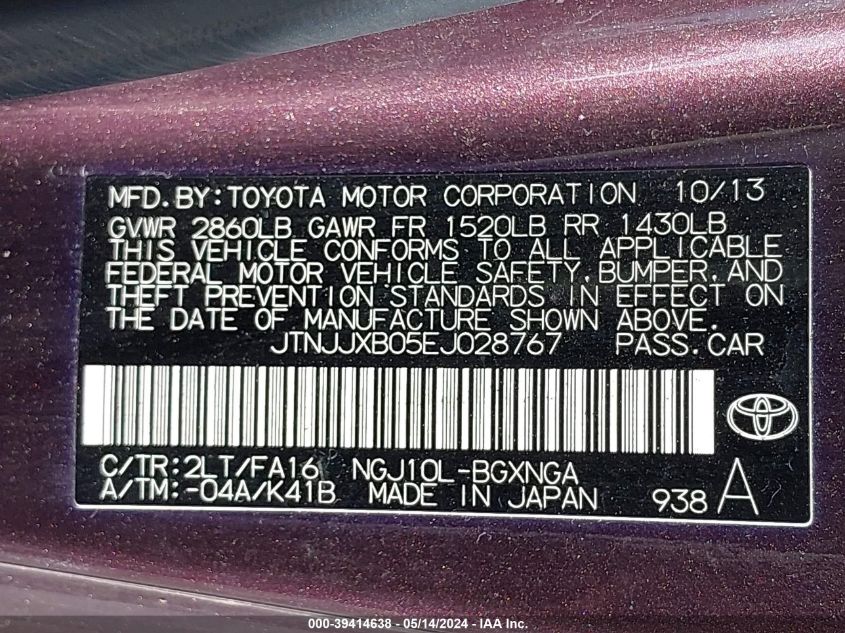 MFD.BY:TOYOTA MOTOR CORPORATION 10/13
GVWR 2860LB GAWR FR 1520LB RR 1430LB
THIS VEHICLE CONFORMS TO ALL APPLICABLE
FEDERAL MOTOR VEHICLE SAFETY,BUMPER,AND
THEFT PREVENTION STANDARDS IN EFFECT ON
THE DATE OF MANUFACTURE SHOWN ABOVE.
JTNJJXB05EJ028767 PASS.CAR
C/TR:2LT/FA16 NGJ10L-BGXNGA
A/TM:-04A/K41B MADE IN JAPAN 938 A
000-39414638 - 05/14/2024 - IAA Inc.